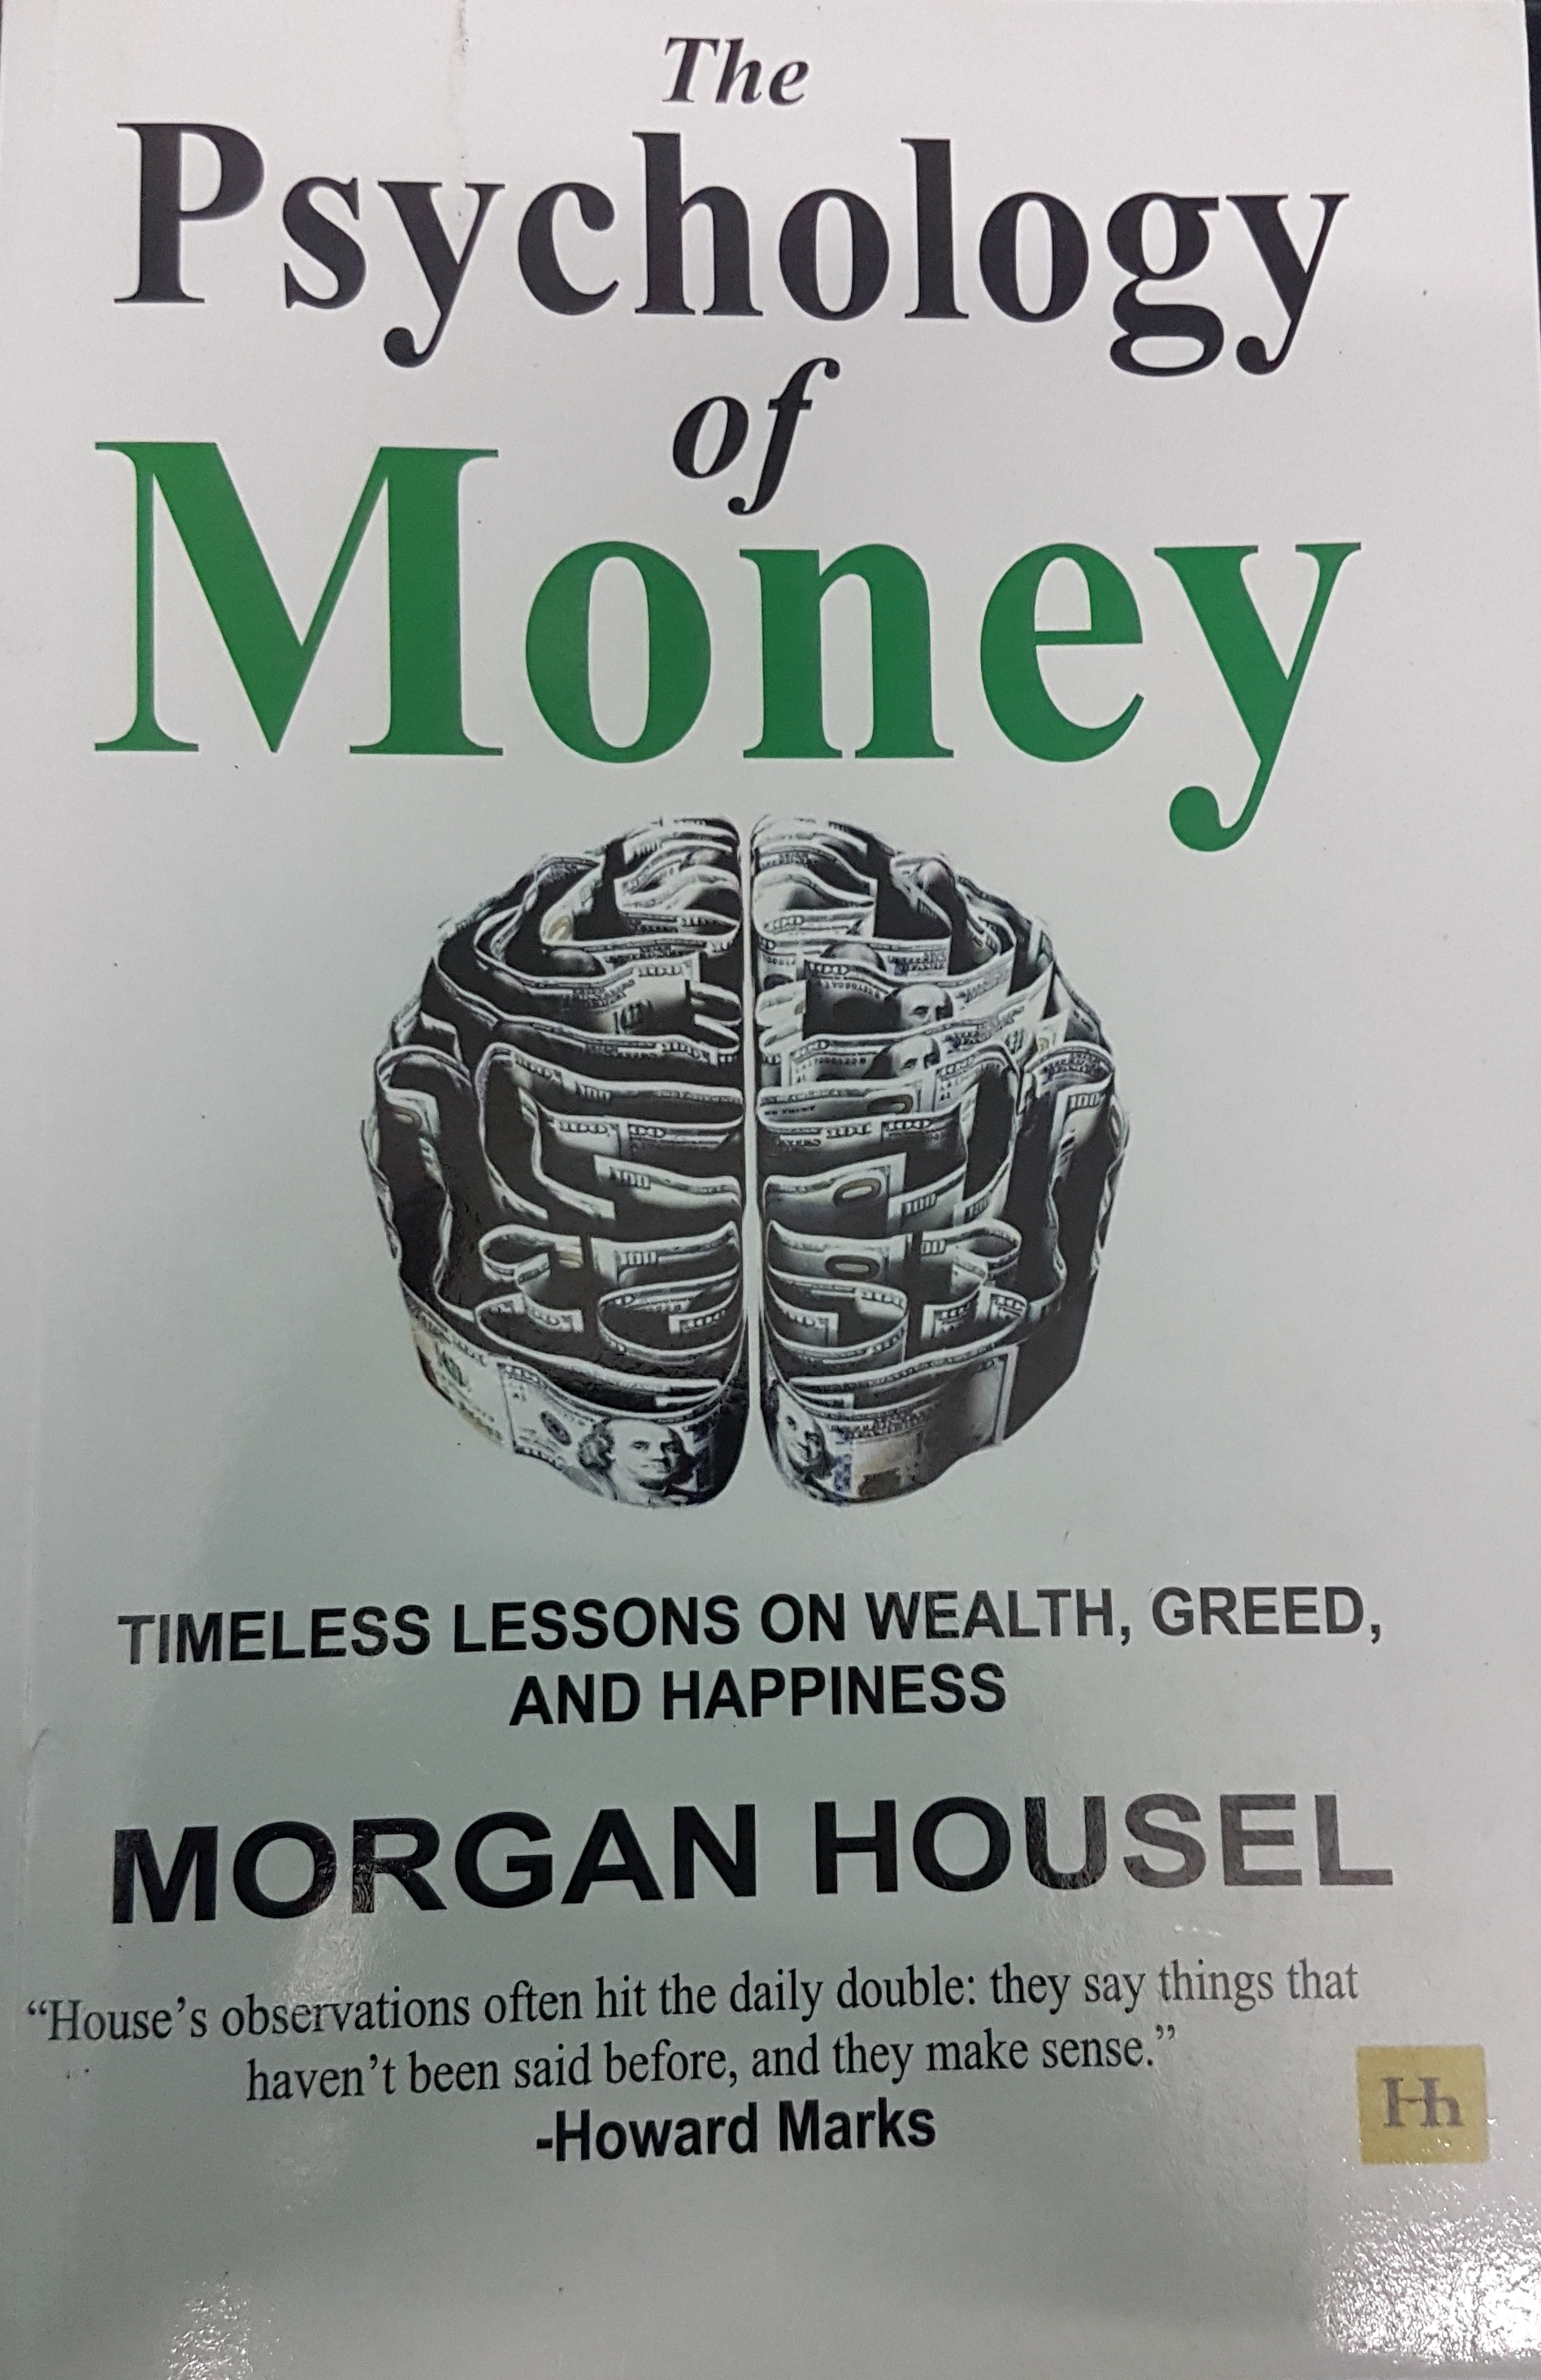 The
Psychology
of
Money
TIMELESS LESSONS ON WEALTH, GREED,
AND HAPPINESS
MORGAN HOUSEL
“House’s observations often hit the daily double: they say things that
haven’t been said before, and they make sense.”
-Howard Marks
Hh